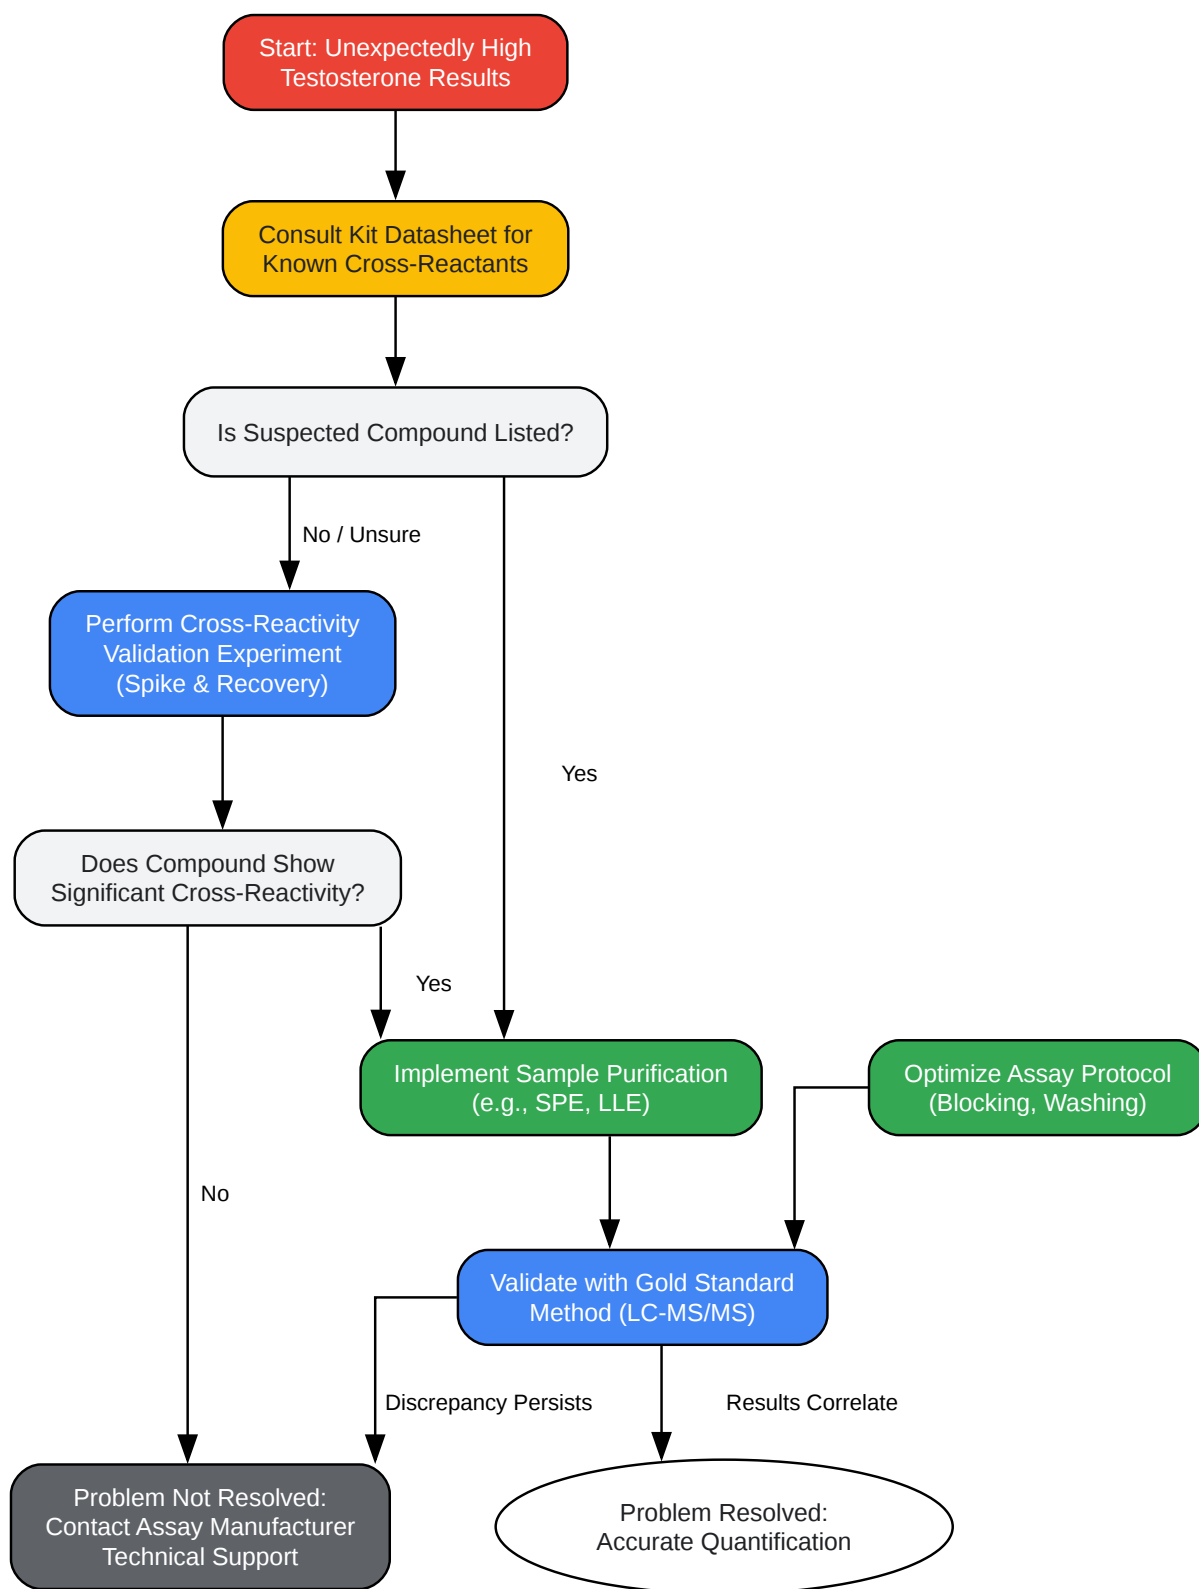 Start: Unexpectedly High
Testosterone Results
Consult Kit Datasheet for
Known Cross-Reactants
Is Suspected Compound Listed?
No / Unsure
Perform Cross-Reactivity
Validation Experiment
(Spike & Recovery)
Yes
Does Compound Show
Significant Cross-Reactivity?
Yes
Implement Sample Purification
(e.g., SPE, LLE)
Optimize Assay Protocol
(Blocking, Washing)
No
Validate with Gold Standard
Method (LC-MS/MS)
Discrepancy Persists
Results Correlate
Problem Not Resolved:
Contact Assay Manufacturer
Technical Support
Problem Resolved:
Accurate Quantification